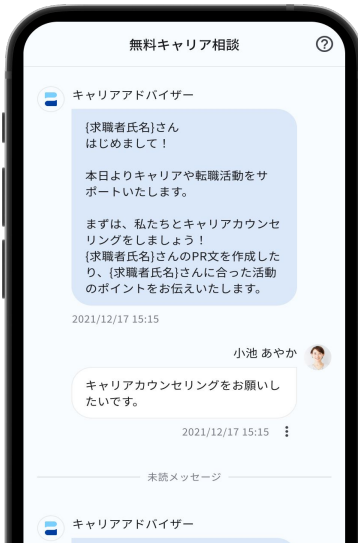 無料キャリア相談
キャリアアドバイザー
{求職者氏名}さん
はじめまして！
本日よりキャリアや転職活動をサ
ポートいたします。
まずは、私たちとキャリアカウンセ
リングをしましょう！
{求職者氏名}さんのPR文を作成した
り、{求職者氏名}さんに合った活動
のポイントをお伝えいたします。
2021/12/17 15:15
小池 あやか
キャリアカウンセリングをお願いし
たいです。
2021/12/17 15:15
未読メッセージ
キャリアアドバイザー